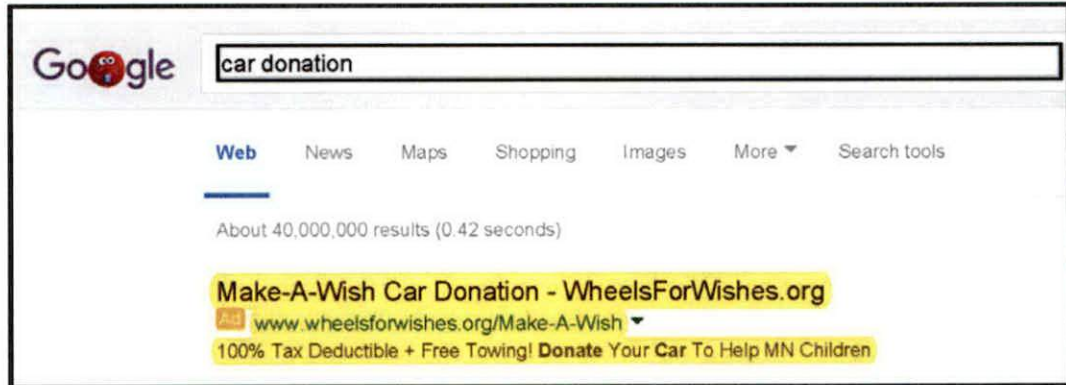 Google
car donation
Web News Maps Shopping Images More Search tools
About 40,000,000 results (0.42 seconds)
Make-A-Wish Car Donation - WheelsForWishes.org
Ad www.wheelsforwishes.org/Make-A-Wish
100% Tax Deductible + Free Towing! Donate Your Car To Help MN Children